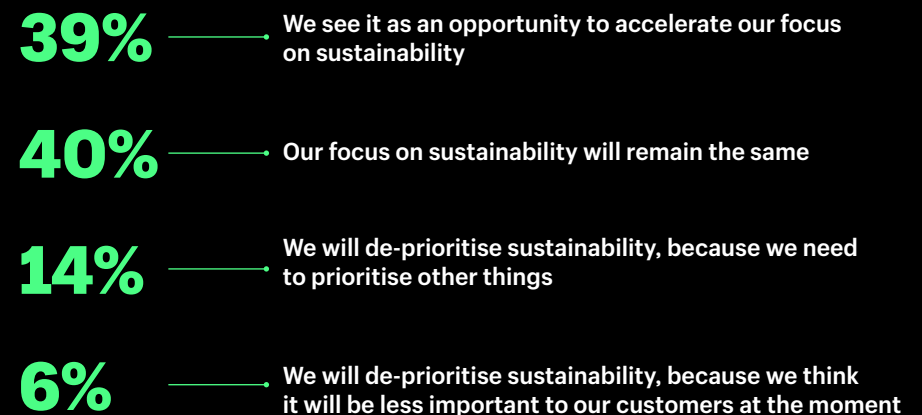 39%
We see it as an opportunity to accelerate our focus
on sustainability
40%
Our focus on sustainability will remain the same
14%
We will de-prioritise sustainability, because we need
to prioritise other things
6%
We will de-prioritise sustainability, because we think
it will be less important to our customers at the moment